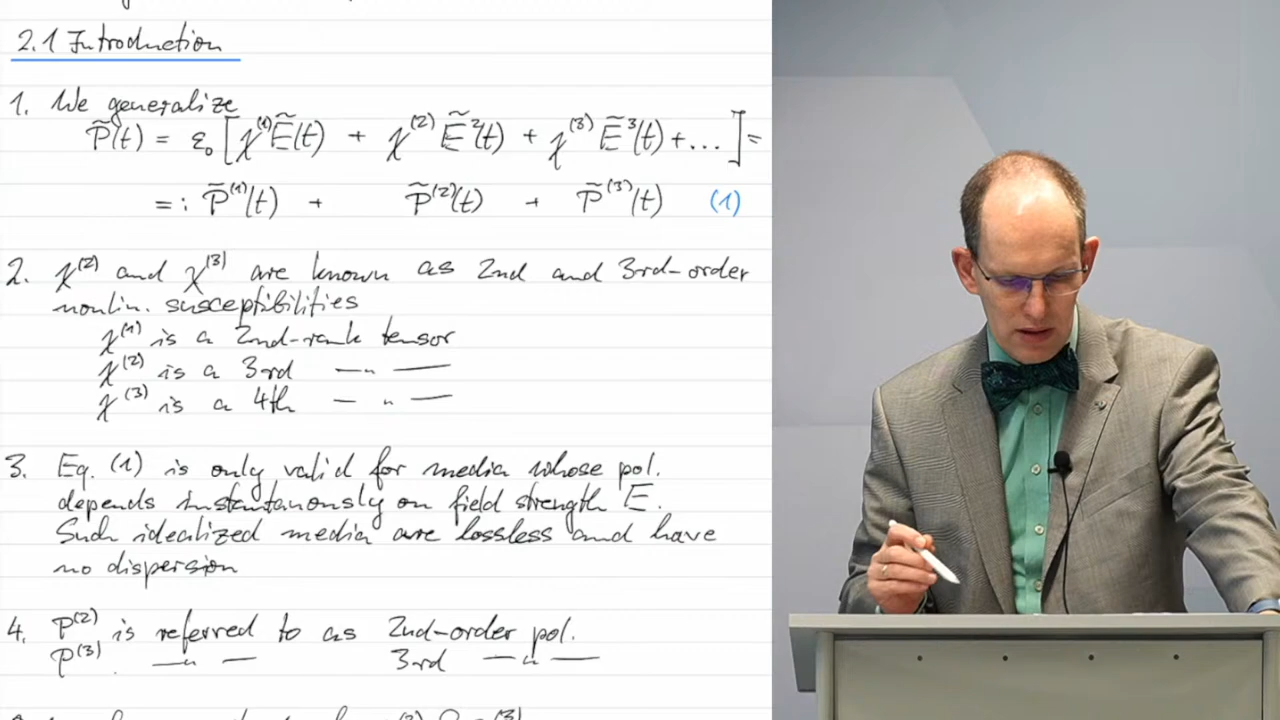 2.1 Introduction
1. We generalize
P̃(t) = ε₀ [χ⁽¹⁾Ẽ(t) + χ⁽²⁾ Ẽ²(t) + χ⁽³⁾ Ẽ³(t) + ... ] =
=: P̃⁽¹⁾(t) + P̃⁽²⁾(t) + P̃⁽³⁾(t) (1)
2. χ⁽²⁾ and χ⁽³⁾ are known as 2nd and 3rd-order
nonlin. susceptibilities
χ⁽¹⁾ is a 2nd-rank tensor
χ⁽²⁾ is a 3rd —"—
χ⁽³⁾ is a 4th —"—
3. Eq. (1) is only valid for media whose pol.
depends instantanously on field strength E.
Such idealized media are lossless and have
no dispersion
4. P⁽²⁾ is referred to as 2nd-order pol.
P⁽³⁾ —"— 3rd —"—